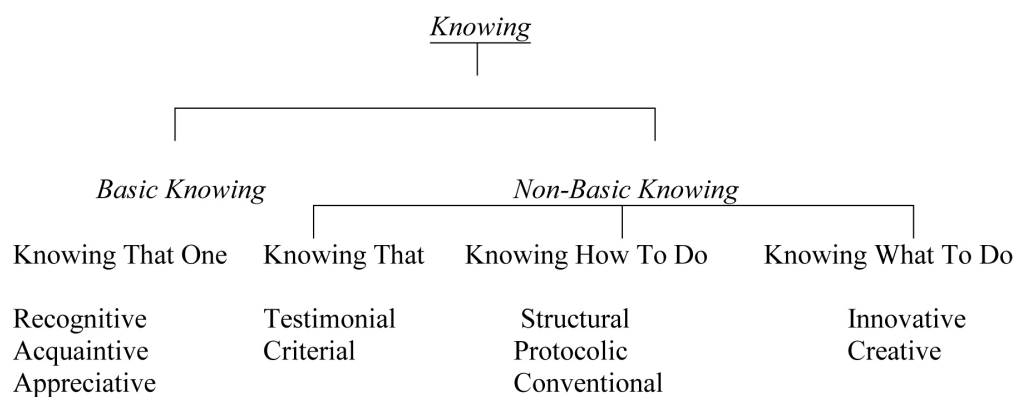 Knowing
Basic Knowing Non-Basic Knowing
Knowing That One Knowing That Knowing How To Do Knowing What To Do
Recognitive Testimonial Structural Innovative
Acquaintive Criterial Protocolic Creative
Appreciative Conventional